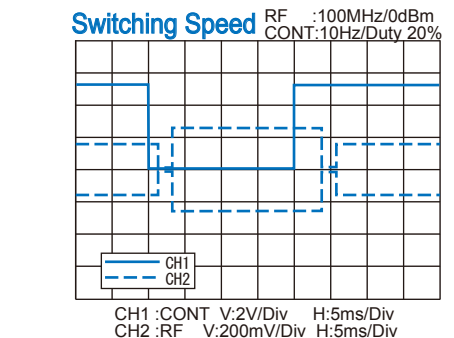 Switching Speed RF :100MHz/0dBm
CONT:10Hz/Duty 20%
CH1
CH2
CH1 :CONT V:2V/Div H:5ms/Div
CH2 :RF V:200mV/Div H:5ms/Div